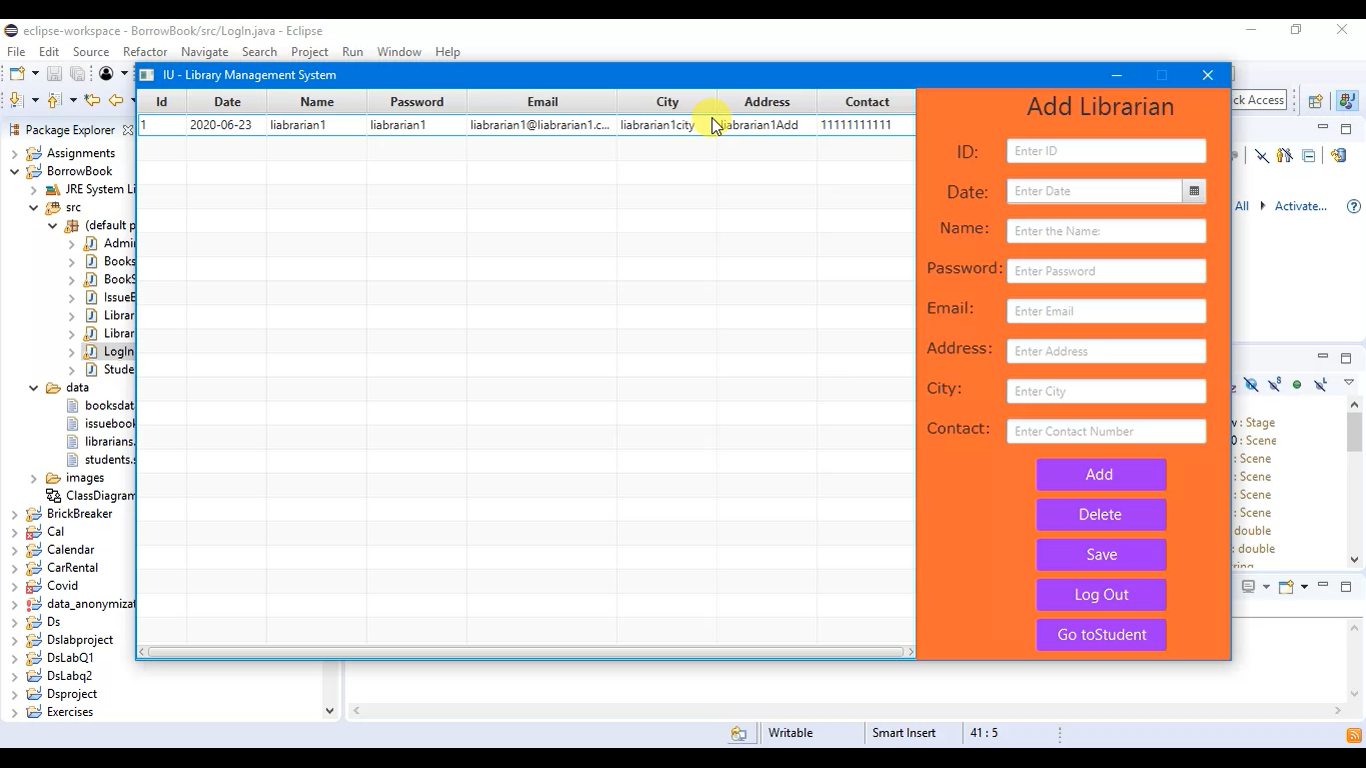 eclipse-workspace - BorrowBook/src/LogIn.java - Eclipse
File Edit Source Refactor Navigate Search Project Run Window Help
IU - Library Management System
Id Date Name Password Email City Address Contact
1 2020-06-23 liabrarian1 liabrarian1 liabrarian1@liabrarian1.c... liabrarian1city liabrarian1Add 11111111111
Add Librarian
ID: Enter ID
Date: Enter Date
Name: Enter the Name:
Password: Enter Password
Email: Enter Email
Address: Enter Address
City: Enter City
Contact: Enter Contact Number
Add
Delete
Save
Log Out
Go toStudent
Package Explorer
Assignments
BorrowBook
JRE System Li
src
(default p
Admi
Books
BookS
IssueB
Librar
Librar
LogIn
Stude
data
booksdat
issuebook
librarians.
students.s
images
ClassDiagram
BrickBreaker
Cal
Calendar
CarRental
Covid
data_anonymizat
Ds
Dslabproject
DsLabQ1
DsLabq2
Dsproject
Exercises
ck Access
All Activate...
: Stage
: Scene
: Scene
: Scene
: Scene
: Scene
double
: double
Writable Smart Insert 41 : 5